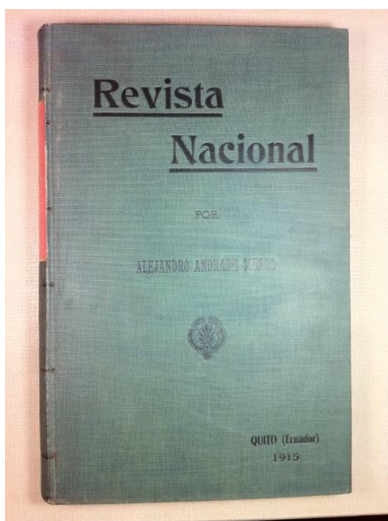 Revista
Nacional
POR
ALEJANDRO ANDRADE
QUITO (Ecuador)
1915